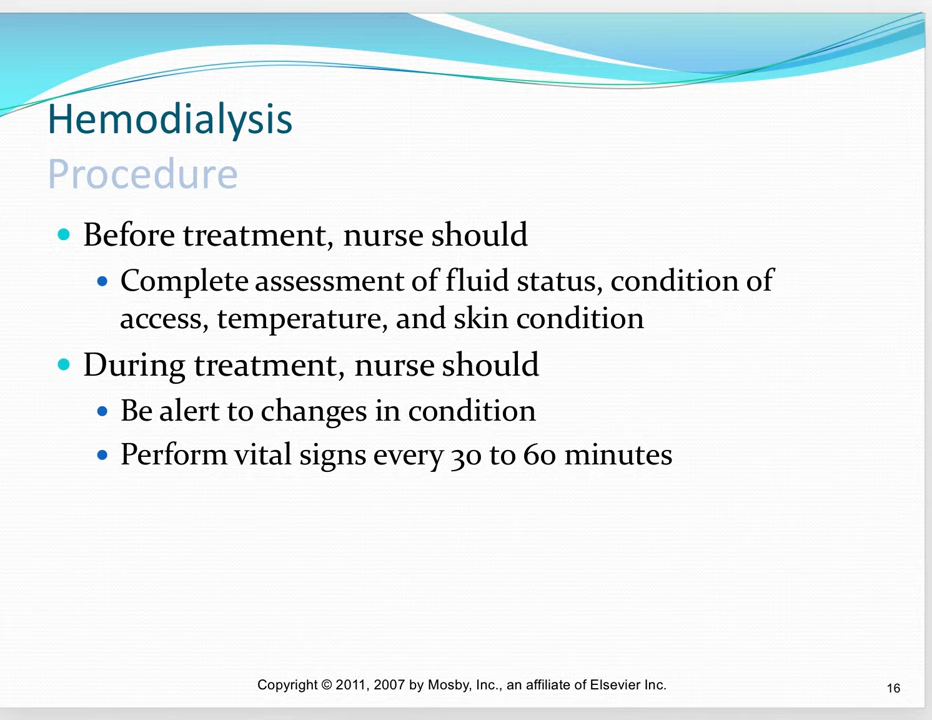 Hemodialysis
Procedure
• Before treatment, nurse should
• Complete assessment of fluid status, condition of
access, temperature, and skin condition
• During treatment, nurse should
• Be alert to changes in condition
• Perform vital signs every 30 to 60 minutes
Copyright © 2011, 2007 by Mosby, Inc., an affiliate of Elsevier Inc.
16